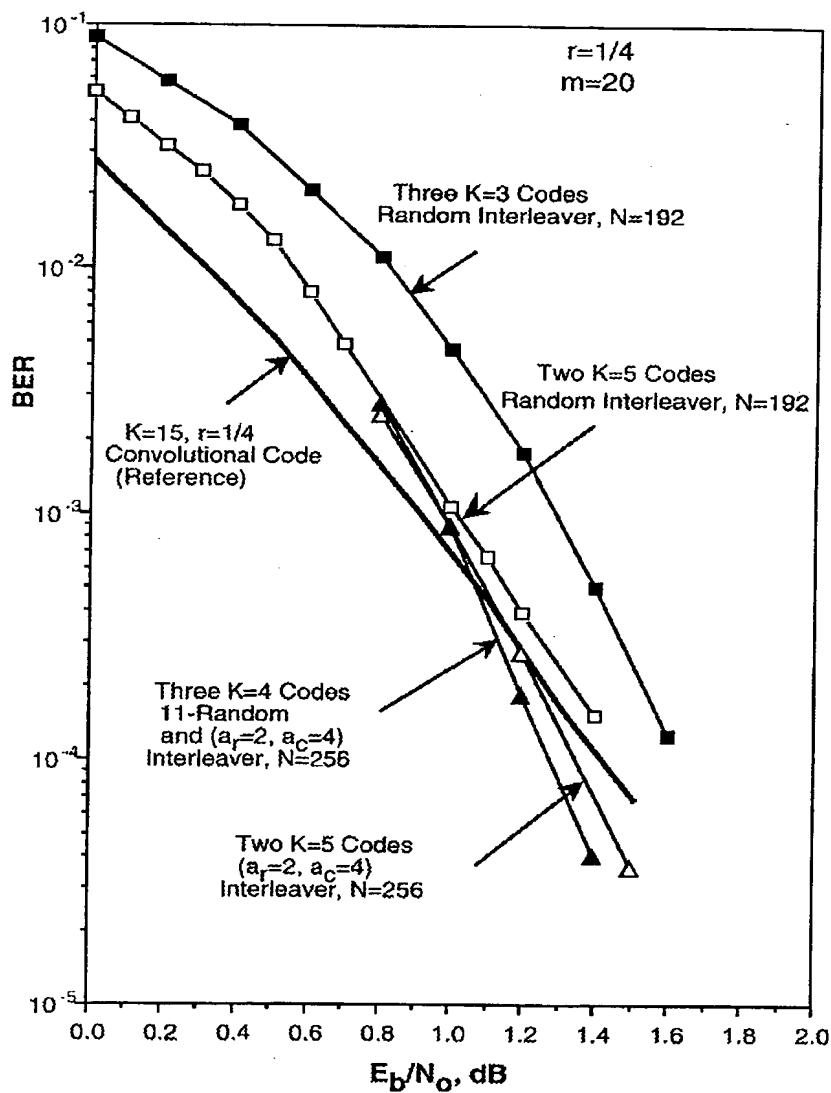 r=1/4
m=20
Three K=3 Codes
Random Interleaver, N=192
Two K=5 Codes
Random Interleaver, N=192
K=15, r=1/4
Convolutional Code
(Reference)
Three K=4 Codes
11-Random
and (a_r=2, a_c=4)
Interleaver, N=256
Two K=5 Codes
(a_r=2, a_c=4)
Interleaver, N=256
BER
10^-1
10^-2
10^-3
10^-4
10^-5
0.0 0.2 0.4 0.6 0.8 1.0 1.2 1.4 1.6 1.8 2.0
E_b/N_o, dB